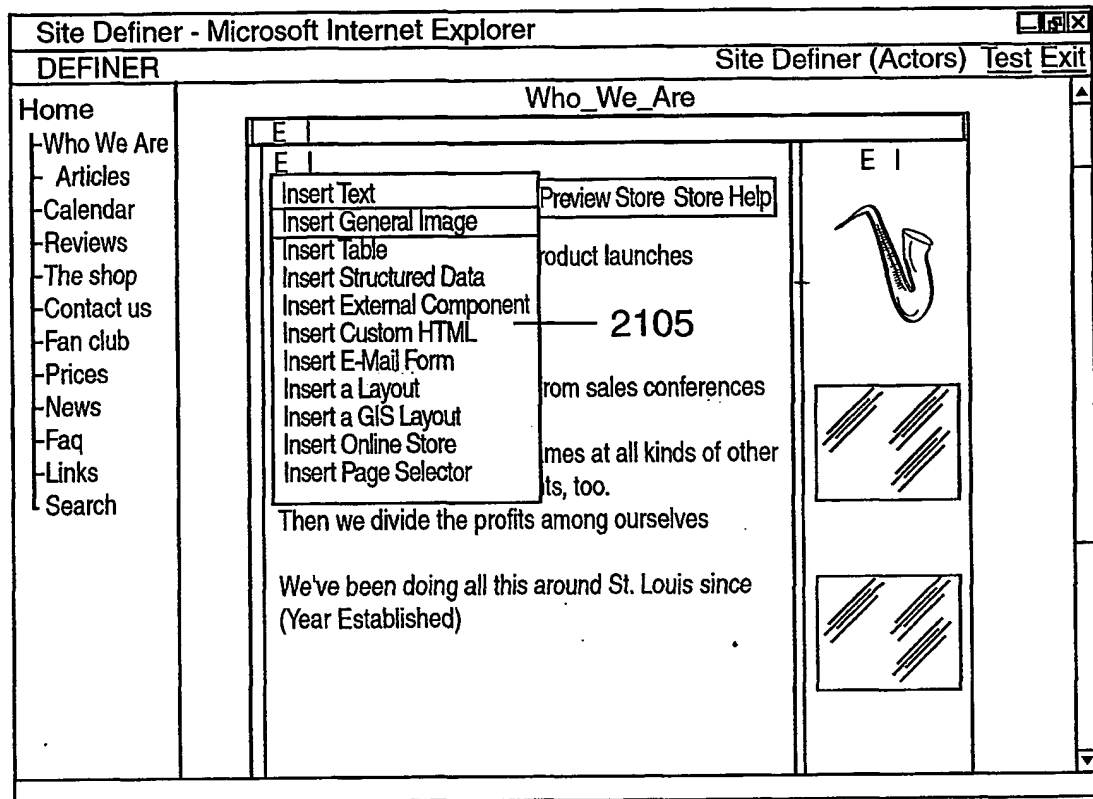 Site Definer - Microsoft Internet Explorer
DEFINER
Site Definer (Actors) Test Exit
Home
Who We Are
Articles
Calendar
Reviews
The shop
Contact us
Fan club
Prices
News
Faq
Links
Search
Who_We_Are
E
E I
Insert Text
Insert General Image
Insert Table
Insert Structured Data
Insert External Component
Insert Custom HTML
Insert E-Mail Form
Insert a Layout
Insert a GIS Layout
Insert Online Store
Insert Page Selector
Preview Store Store Help
roduct launches
2105
rom sales conferences
mes at all kinds of other
ts, too.
Then we divide the profits among ourselves
We've been doing all this around St. Louis since
(Year Established)
E I